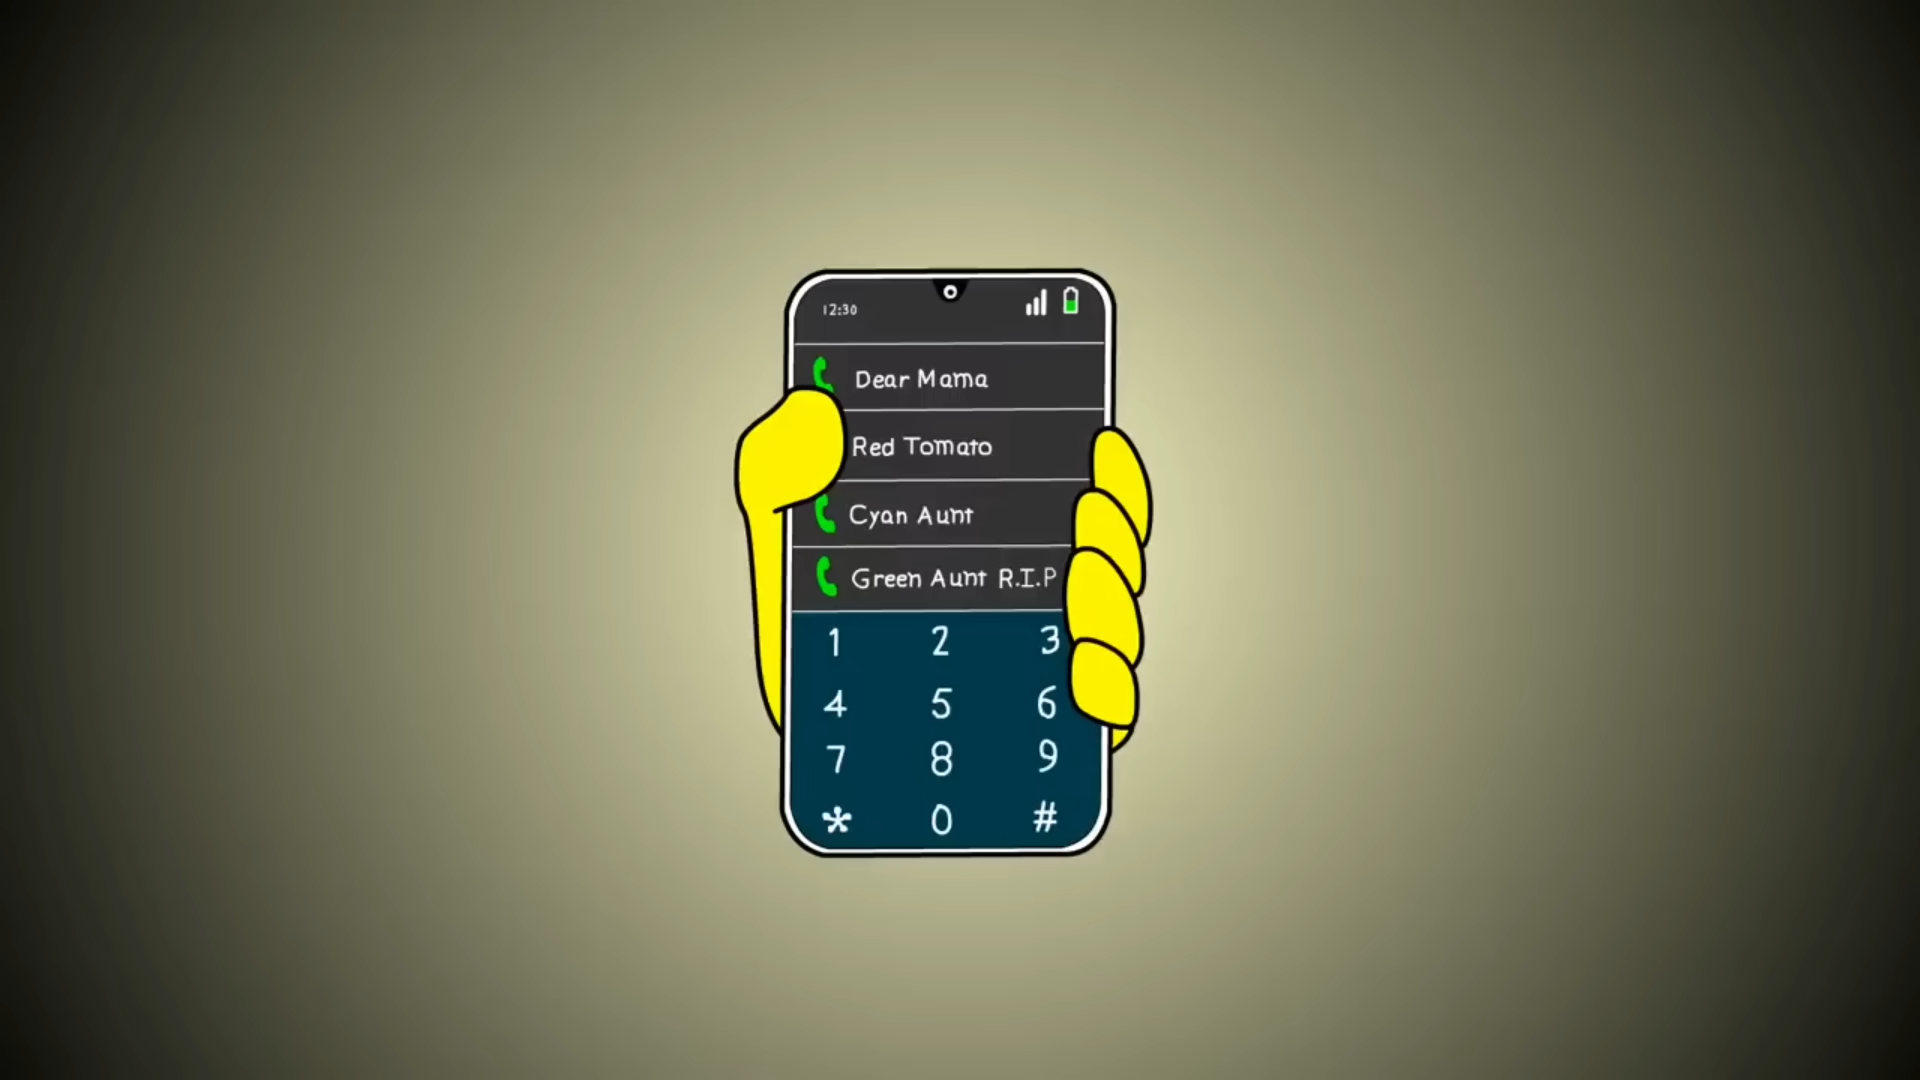 12:30
Dear Mama
Red Tomato
Cyan Aunt
Green Aunt R.I.P
1 2 3
4 5 6
7 8 9
* 0 #